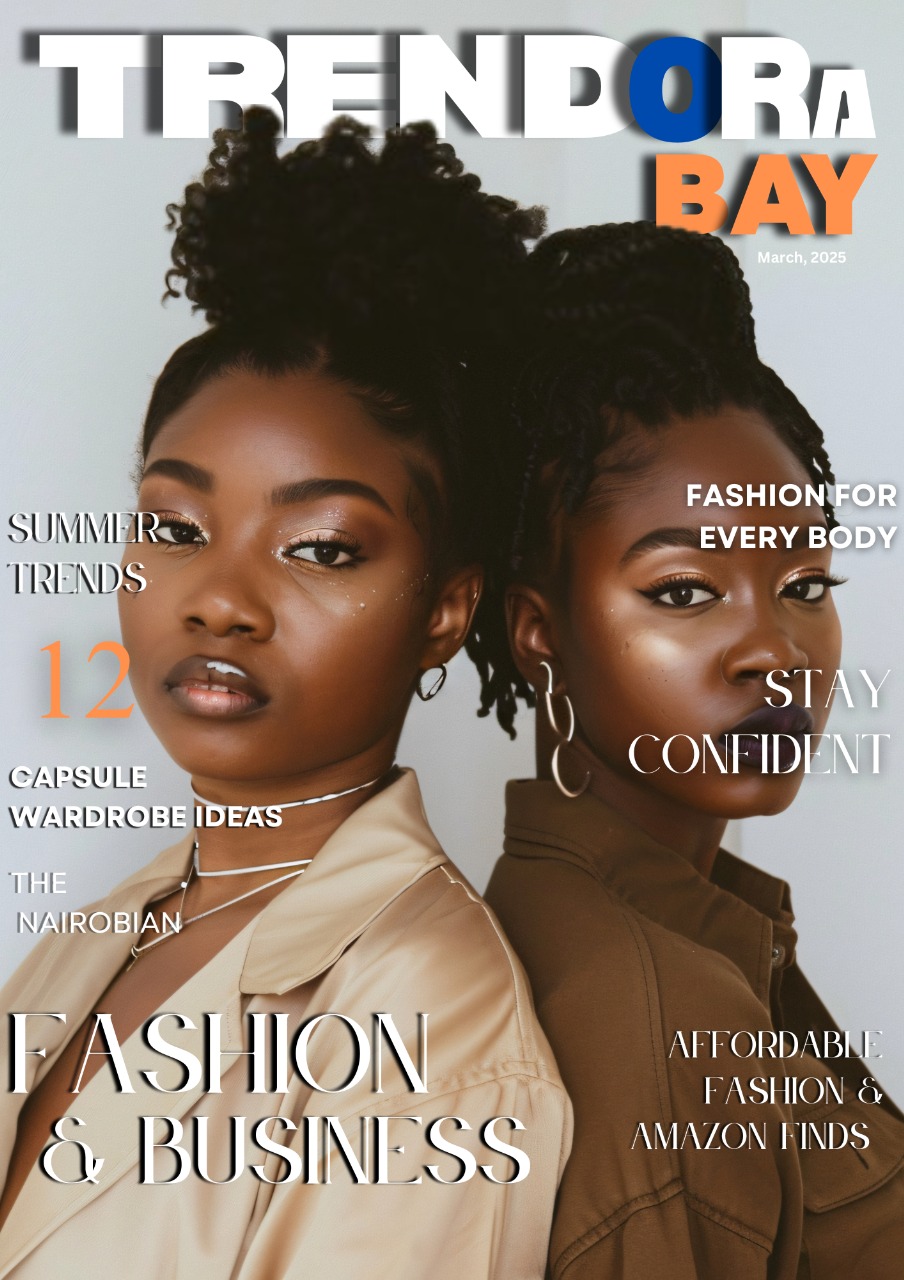 TRENDORA
BAY
March, 2025
FASHION FOR
EVERY BODY
SUMMER
TRENDS
12
CAPSULE
WARDROBE IDEAS
THE
NAIROBIAN
STAY
CONFIDENT
FASHION
& BUSINESS
AFFORDABLE
FASHION &
AMAZON FINDS